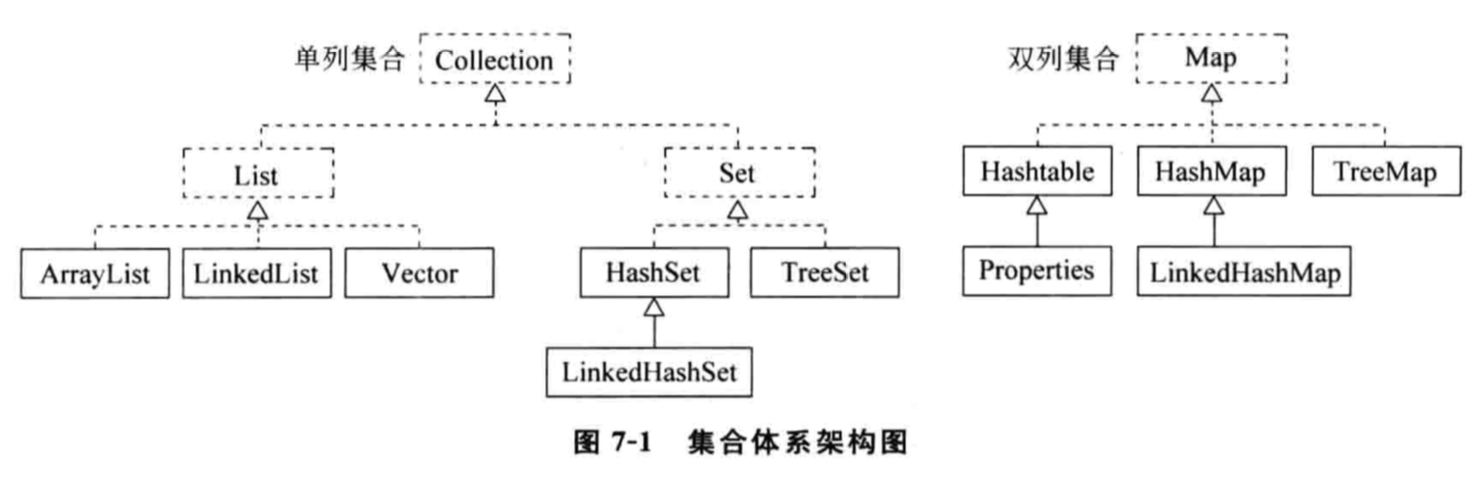 单列集合 Collection 双列集合 Map
List Set Hashtable HashMap TreeMap
ArrayList LinkedList Vector HashSet TreeSet Properties LinkedHashMap
LinkedHashSet
图 7-1 集合体系架构图